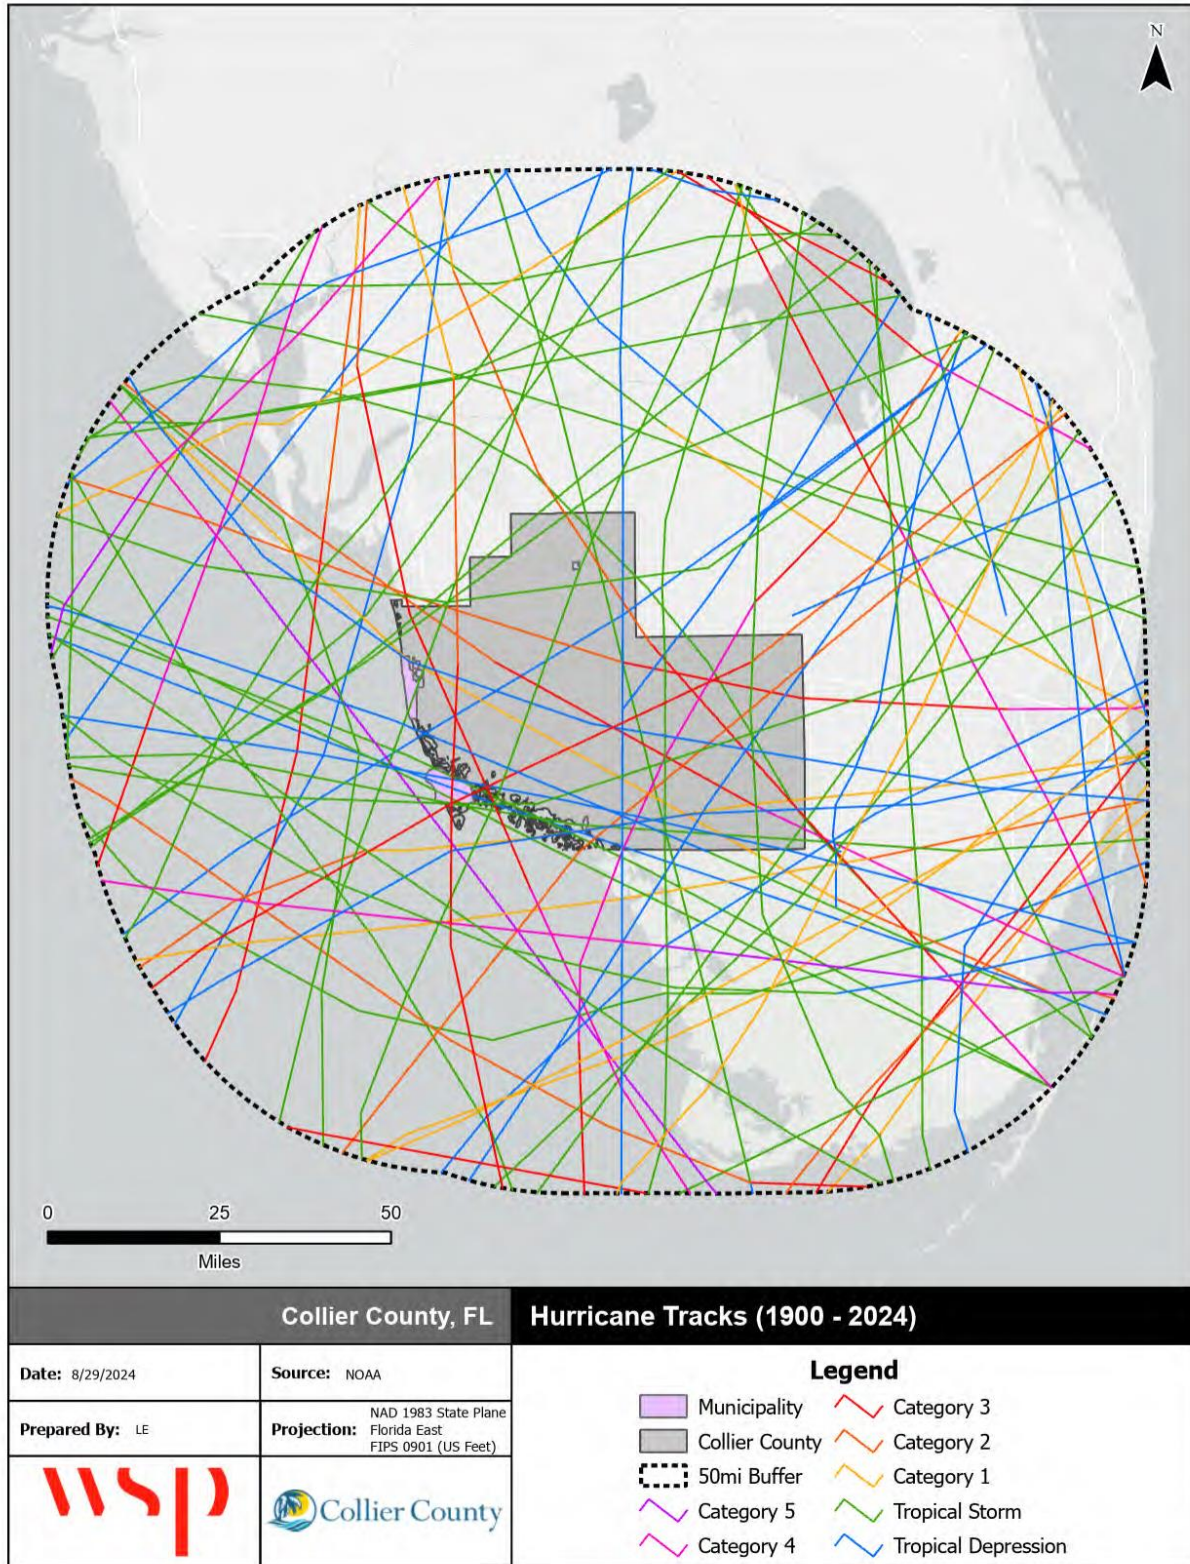 N
0 25 50
Miles
Collier County, FL
Hurricane Tracks (1900 - 2024)
Date: 8/29/2024
Source: NOAA
Prepared By: LE
Projection: NAD 1983 State Plane
Florida East
FIPS 0901 (US Feet)
wsp
Collier County
Legend
Municipality
Collier County
50mi Buffer
Category 5
Category 4
Category 3
Category 2
Category 1
Tropical Storm
Tropical Depression